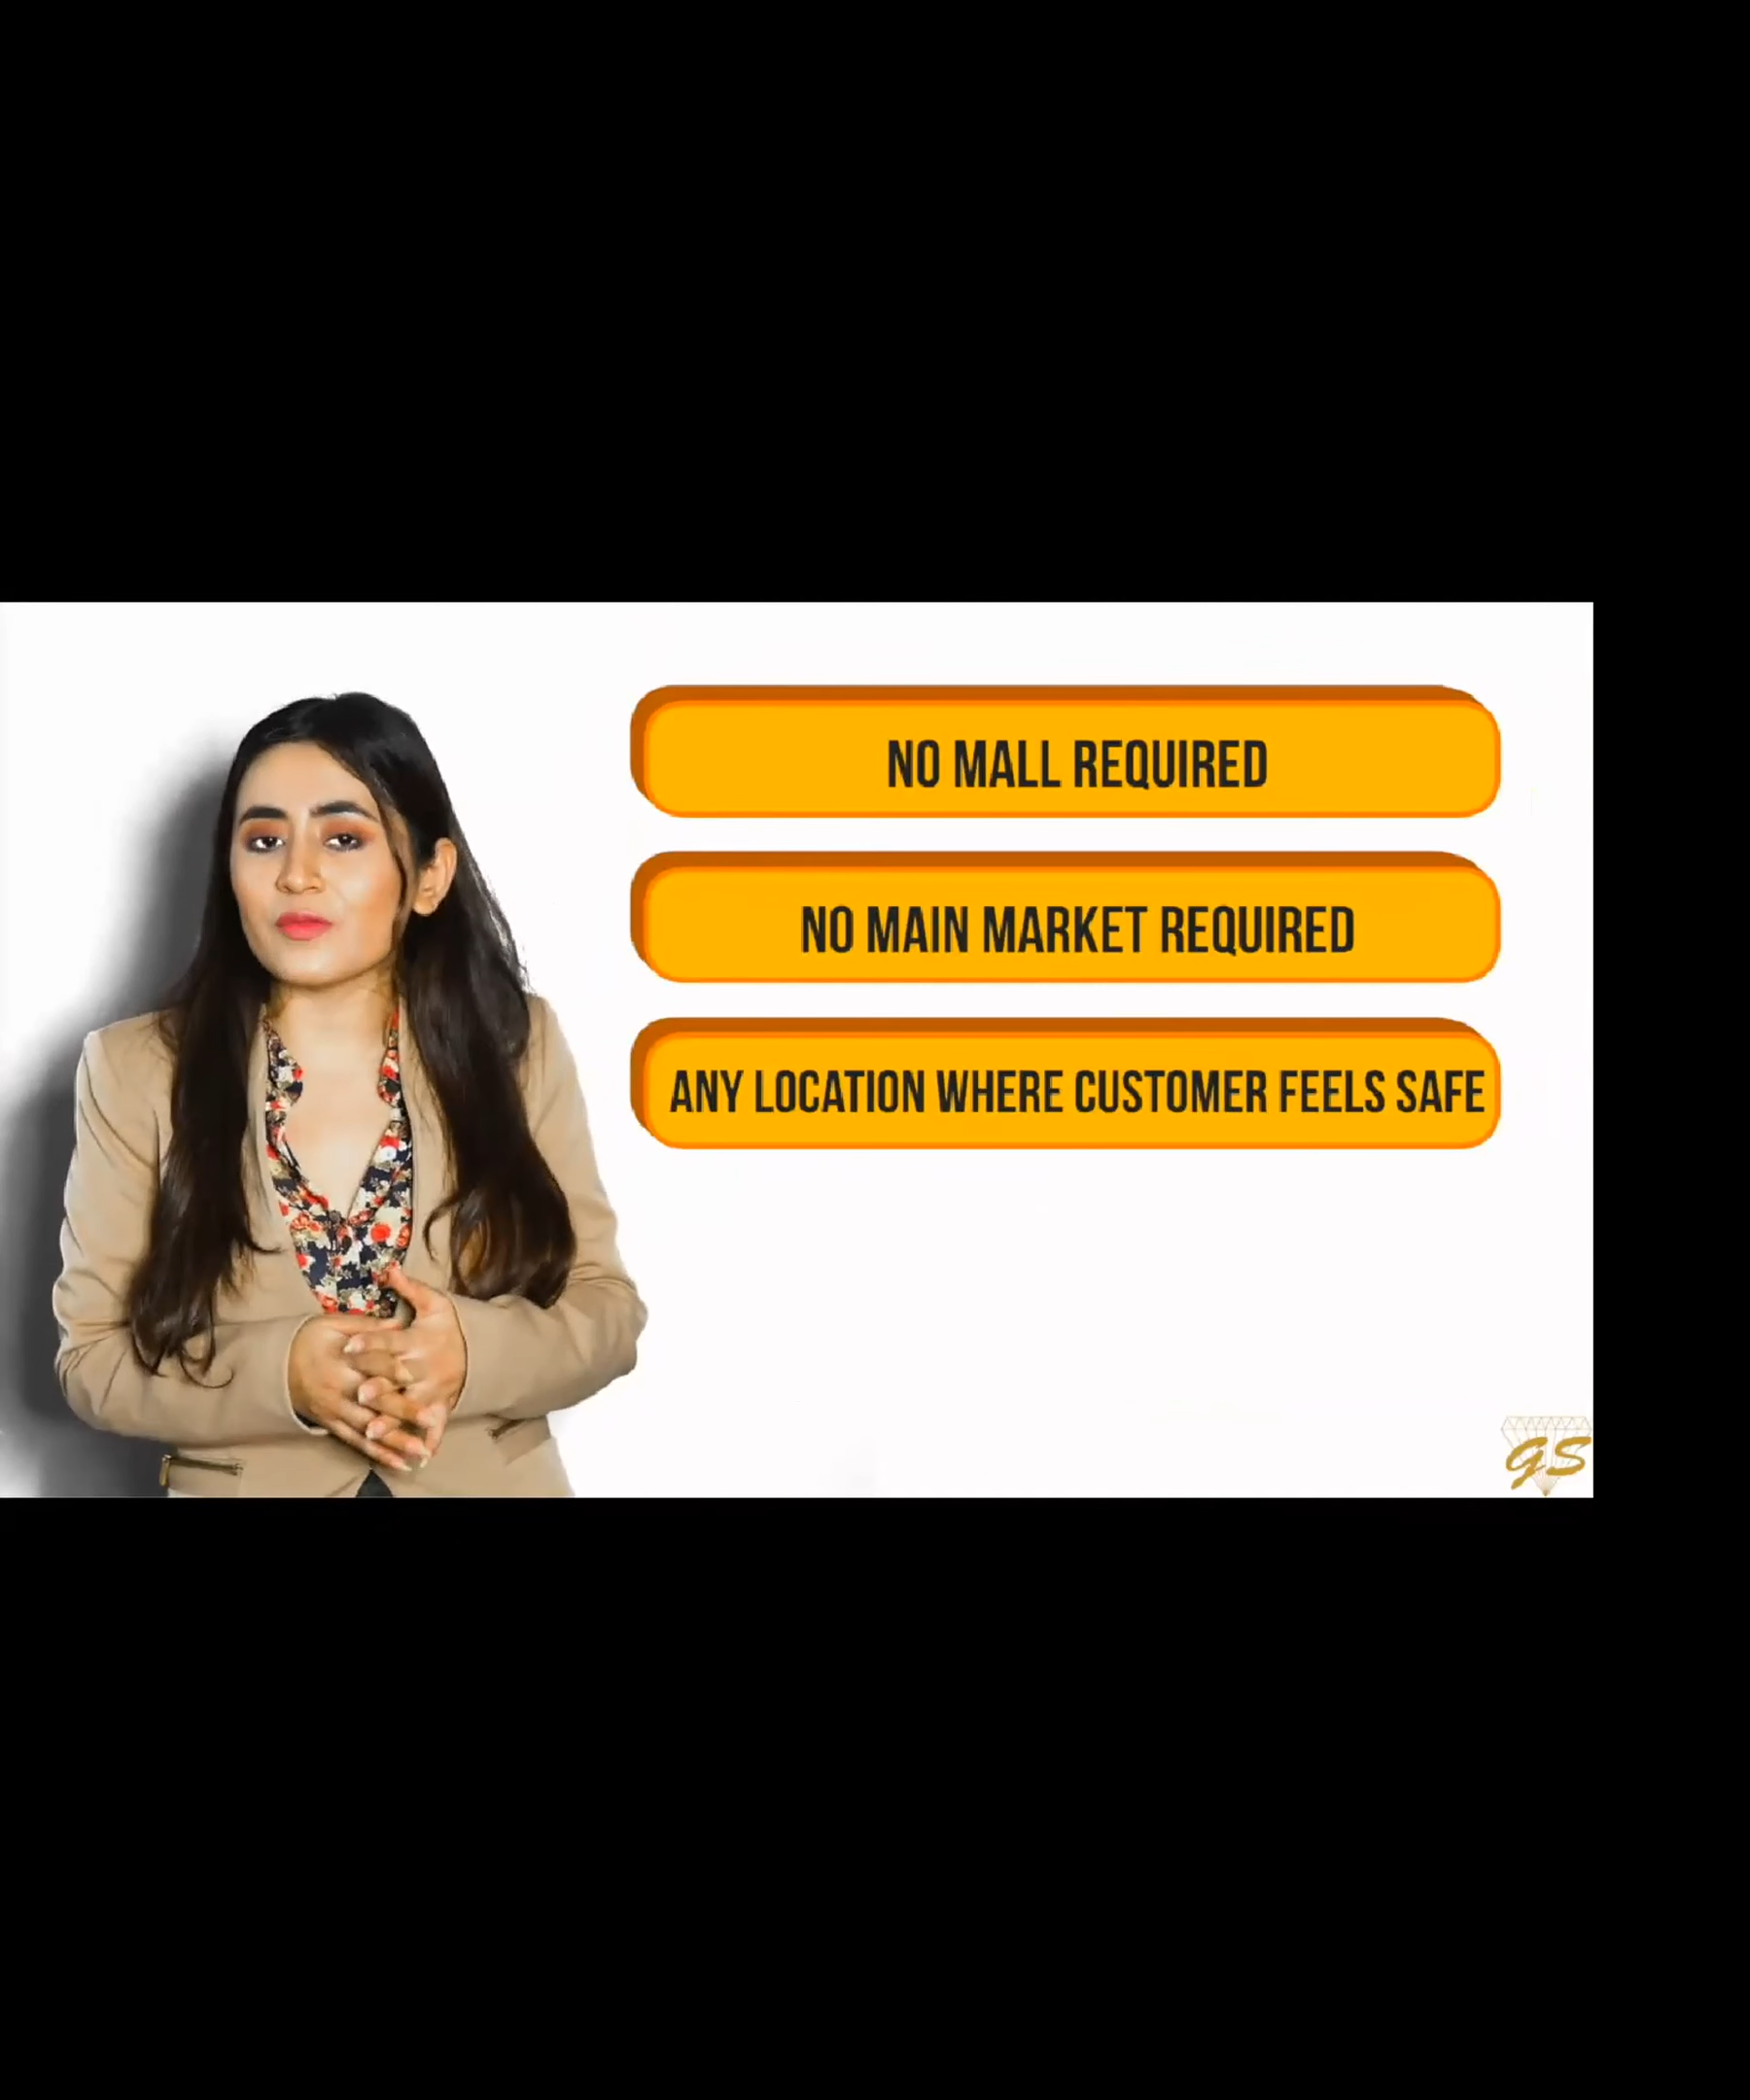 NO MALL REQUIRED
NO MAIN MARKET REQUIRED
ANY LOCATION WHERE CUSTOMER FEELS SAFE
GS